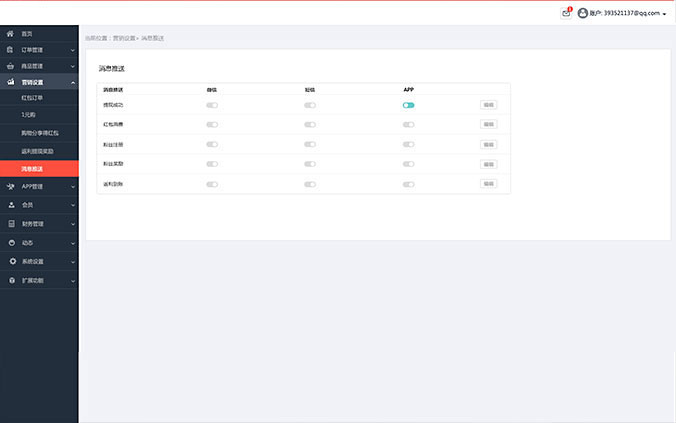 1
账户: 393521137@qq.com
首页
当前位置：营销设置> 消息推送
订单管理
商品管理
营销设置
红包订单
1元购
购物分享得红包
返利提现奖励
消息推送
APP管理
会员
财务管理
动态
系统设置
扩展功能
消息推送
消息推送 微信 短信 APP
提现成功 编辑
红包消费 编辑
粉丝注册 编辑
粉丝奖励 编辑
返利到账 编辑